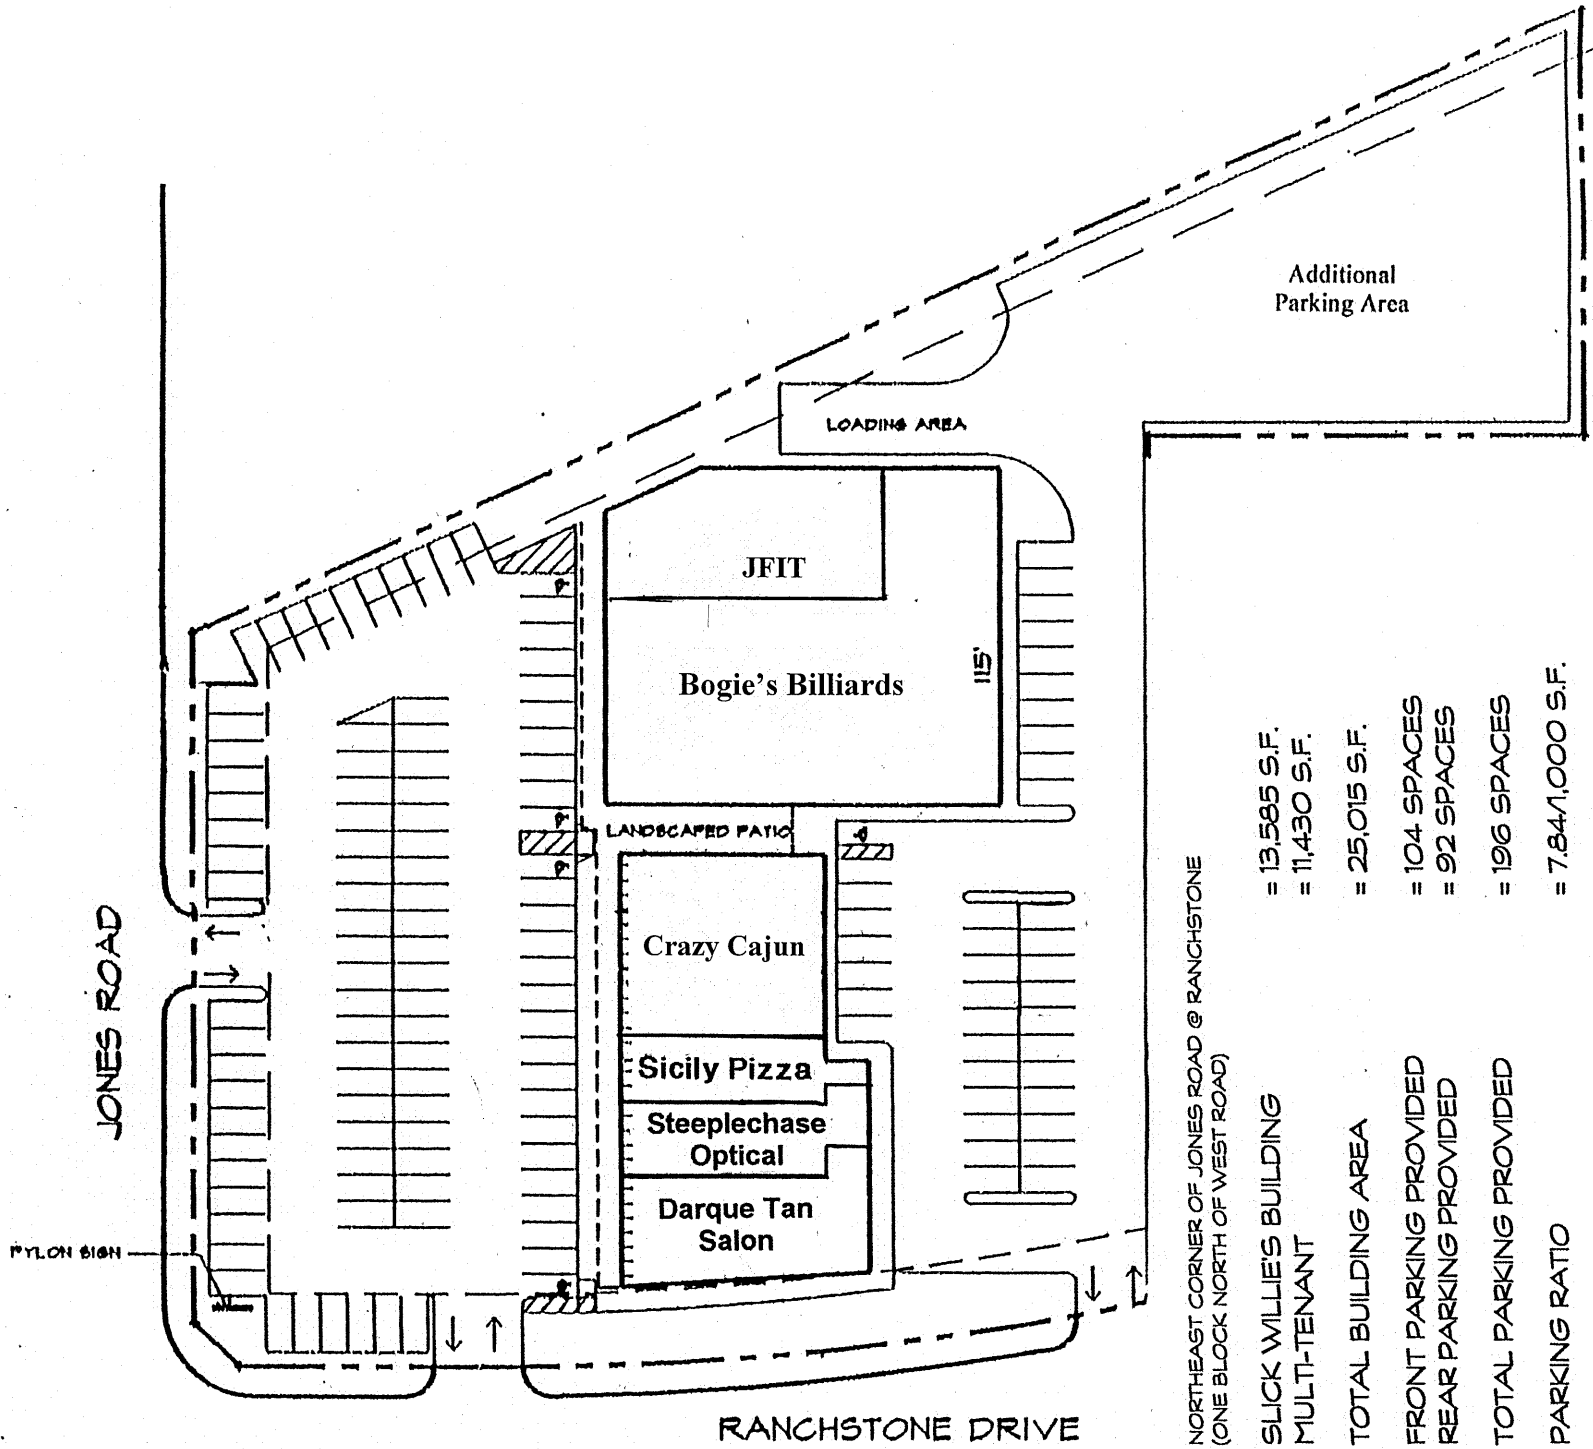 Additional
Parking Area
LOADING AREA
JFIT
Bogie's Billiards
115'
LANDSCAPED PATIO
Crazy Cajun
Sicily Pizza
Steeplechase
Optical
Darque Tan
Salon
JONES ROAD
PYLON SIGN
RANCHSTONE DRIVE
NORTHEAST CORNER OF JONES ROAD @ RANCHSTONE
(ONE BLOCK NORTH OF WEST ROAD)
SLICK WILLIE'S BUILDING = 13,585 S.F.
MULTI-TENANT = 11,430 S.F.
TOTAL BUILDING AREA = 25,015 S.F.
FRONT PARKING PROVIDED = 104 SPACES
REAR PARKING PROVIDED = 92 SPACES
TOTAL PARKING PROVIDED = 196 SPACES
PARKING RATIO = 7.84/1,000 S.F.